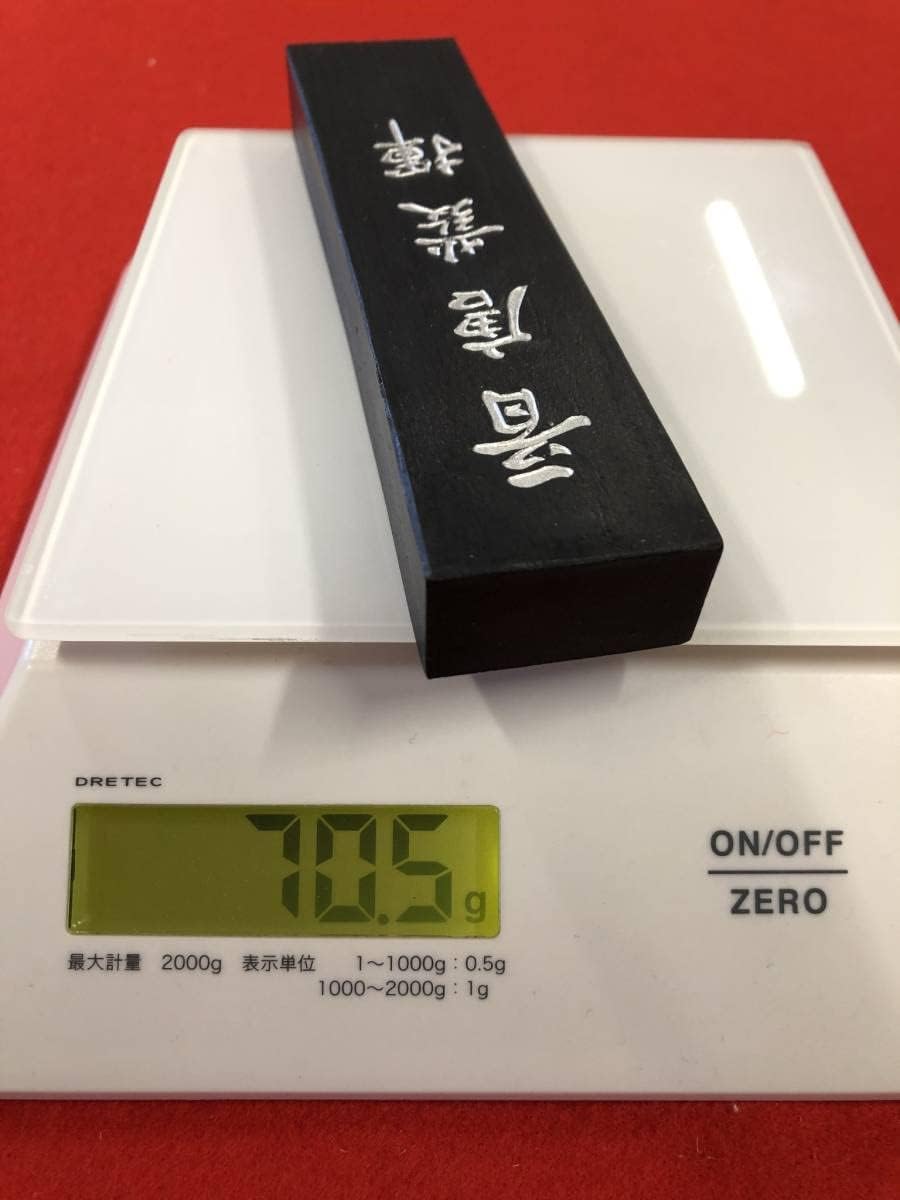 DRETEC
70.5g
ON/OFF
ZERO
最大計量 2000g 表示単位 1〜1000g:0.5g
1000〜2000g:1g